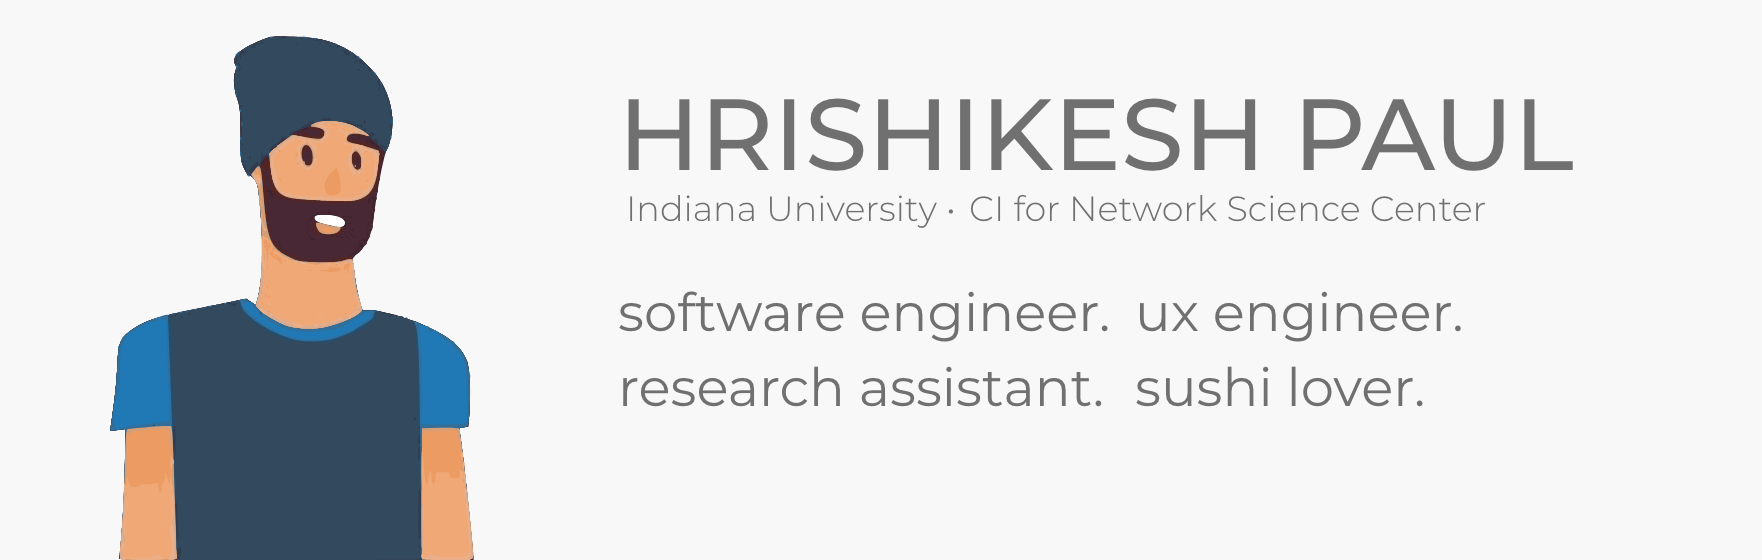 HRISHIKESH PAUL
Indiana University · CI for Network Science Center
software engineer. ux engineer.
research assistant. sushi lover.